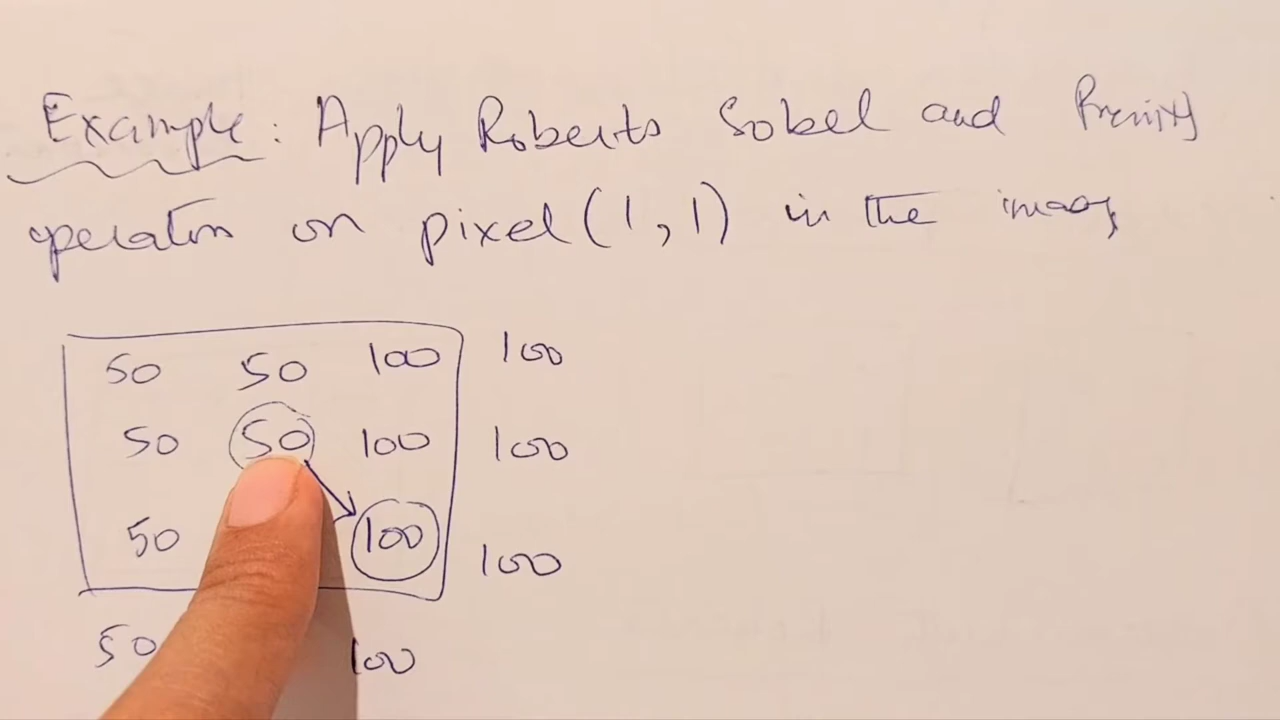 Example: Apply Roberts Sobel and
operation on pixel (1,1) in the image
50 50 100 100
50 50 100 100
50 100 100
50 100